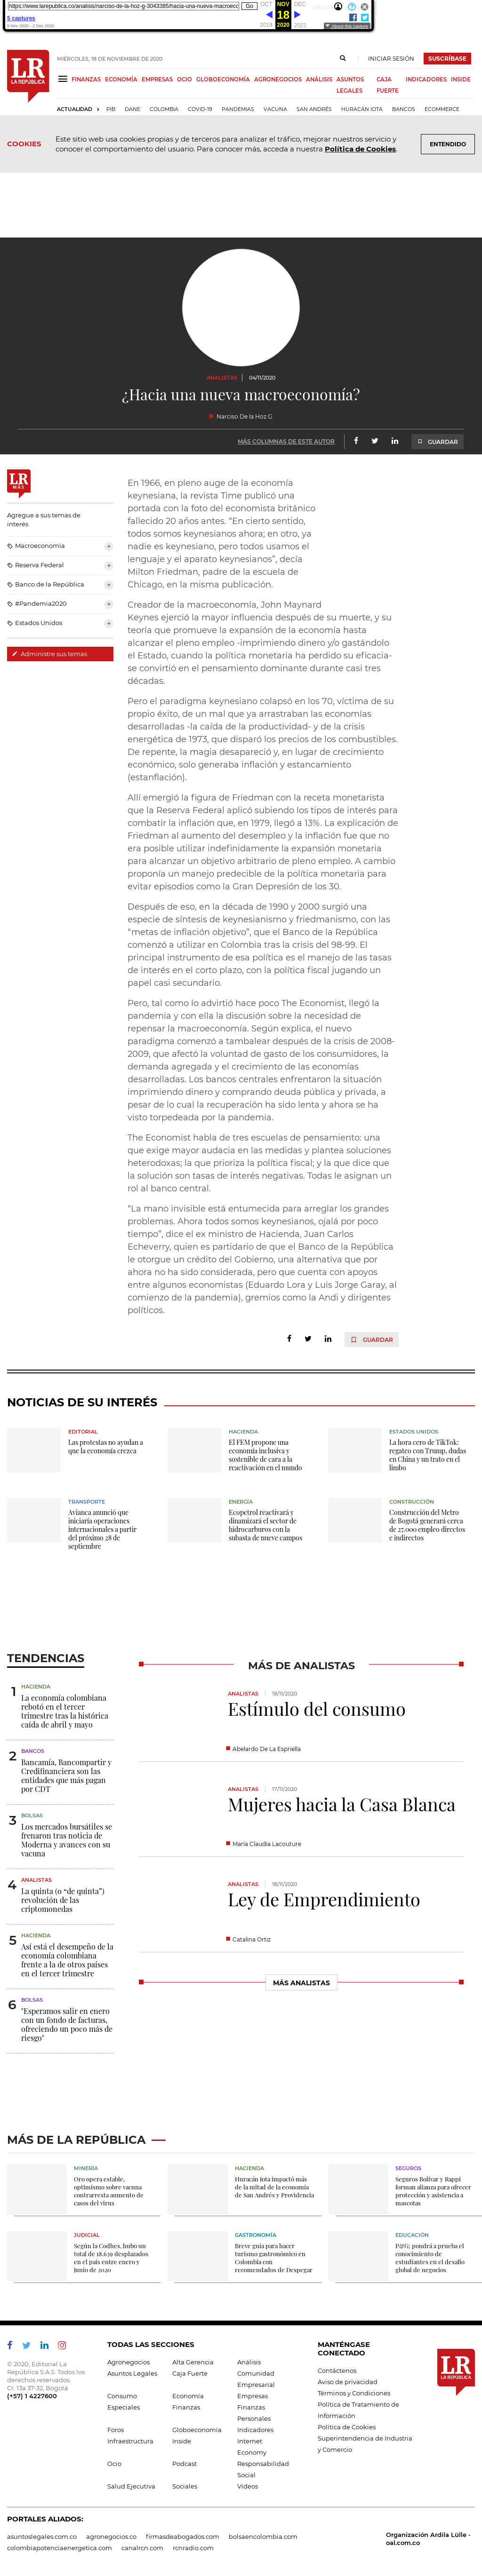 https://www.larepublica.co/analisis/narciso-de-la-hoz-g-3043385/hacia-una-nueva-macroecc
Go
OCT NOV DEC
18
2019 2020 2021
5 captures
5 Nov 2020 - 2 Dec 2020
About this capture
LR
LA REPÚBLICA
MIÉRCOLES, 18 DE NOVIEMBRE DE 2020
INICIAR SESIÓN
SUSCRÍBASE
FINANZAS ECONOMÍA EMPRESAS OCIO GLOBOECONOMÍA AGRONEGOCIOS ANÁLISIS ASUNTOS LEGALES CAJA FUERTE INDICADORES INSIDE
ACTUALIDAD PIB DANE COLOMBIA COVID-19 PANDEMIAS VACUNA SAN ANDRÉS HURACÁN IOTA BANCOS ECOMMERCE
COOKIES
Este sitio web usa cookies propias y de terceros para analizar el tráfico, mejorar nuestros servicio y
conocer el comportamiento del usuario. Para conocer más, acceda a nuestra Política de Cookies.
ENTENDIDO
ANALISTAS 04/11/2020
¿Hacia una nueva macroeconomía?
Narciso De la Hoz G.
MÁS COLUMNAS DE ESTE AUTOR
GUARDAR
LR
MÁS
Agregue a sus temas de
interés
Macroeconomia +
Reserva Federal +
Banco de la República +
#Pandemia2020 +
Estados Unidos +
Administre sus temas
En 1966, en pleno auge de la economía
keynesiana, la revista Time publicó una
portada con la foto del economista británico
fallecido 20 años antes. “En cierto sentido,
todos somos keynesianos ahora; en otro, ya
nadie es keynesiano, pero todos usamos el
lenguaje y el aparato keynesianos”, decía
Milton Friedman, padre de la escuela de
Chicago, en la misma publicación.
Creador de la macroeconomía, John Maynard
Keynes ejerció la mayor influencia después de su muerte, y su
teoría que promueve la expansión de la economía hasta
alcanzar el pleno empleo -imprimiendo dinero y/o gastándo-
lo el Estado en obras productivas sin perder de mira su eficacia-
se convirtió en el pensamiento dominante durante casi tres
décadas.
Pero el paradigma keynesiano colapsó en los 70, víctima de su
propio éxito, de un mal que ya arrastraban las economías
desarrolladas -la caída de la productividad- y de la crisis
energética de 1973, que disparó los precios de los combustibles.
De repente, la magia desapareció y, en lugar de crecimiento
económico, solo generaba inflación y estancamiento
(estanflación).
Allí emergió la figura de Friedman con la receta monetarista
que la Reserva Federal aplicó subiendo los tipos de interés para
combatir la inflación que, en 1979, llegó a 13%. La explicación de
Friedman al aumento del desempleo y la inflación fue que no
era posible utilizar indefinidamente la expansión monetaria
para alcanzar un objetivo arbitrario de pleno empleo. A cambio
proponía la imposición de una regla de política monetaria para
evitar episodios como la Gran Depresión de los 30.
Después de eso, en la década de 1990 y 2000 surgió una
especie de síntesis de keynesianismo y friedmanismo, con las
“metas de inflación objetivo”, que el Banco de la República
comenzó a utilizar en Colombia tras la crisis del 98-99. El
principal instrumento de esa política es el manejo de las tasas
de interés en el corto plazo, con la política fiscal jugando un
papel casi secundario.
Pero, tal como lo advirtió hace poco The Economist, llegó la
pandemia y con ella la discusión sobre la necesidad de
repensar la macroeconomía. Según explica, el nuevo
paradigma comenzó a tambalear después de la crisis de 2008-
2009, que afectó la voluntad de gasto de los consumidores, la
demanda agregada y el crecimiento de las economías
desarrolladas. Los bancos centrales enfrentan la situación
imprimiendo dinero y comprando deuda pública y privada, a
pesar de lo cual la recuperación ha sido lenta y ahora se ha
visto torpedeada por la pandemia.
The Economist habla de tres escuelas de pensamiento: una
que exige mayor audacia en las medidas y plantea soluciones
heterodoxas; la que prioriza la política fiscal; y la que dice que
la solución son tasas de interés negativas. Todas le asignan un
rol al banco central.
“La mano invisible está entumecida para arreglar los grandes
problemas. Ahora todos somos keynesianos, ojalá por poco
tiempo”, dice el ex ministro de Hacienda, Juan Carlos
Echeverry, quien es partidario de que el Banco de la República
le otorgue un crédito del Gobierno, una alternativa que por
ahora no ha sido considerada, pero que cuenta con apoyos
entre algunos economistas (Eduardo Lora y Luis Jorge Garay, al
comienzo de la pandemia), gremios como la Andi y dirigentes
políticos.
GUARDAR
NOTICIAS DE SU INTERÉS
EDITORIAL
Las protestas no ayudan a
que la economía crezca
HACIENDA
El FEM propone una
economía inclusiva y
sostenible de cara a la
reactivación en el mundo
ESTADOS UNIDOS
La hora cero de TikTok:
regateo con Trump, dudas
en China y un trato en el
limbo
TRANSPORTE
Avianca anunció que
iniciaría operaciones
internacionales a partir
del próximo 28 de
septiembre
ENERGÍA
Ecopetrol reactivará y
dinamizará el sector de
hidrocarburos con la
subasta de nueve campos
CONSTRUCCIÓN
Construcción del Metro
de Bogotá generará cerca
de 27.000 empleo directos
e indirectos
TENDENCIAS
1
HACIENDA
La economía colombiana
rebotó en el tercer
trimestre tras la histórica
caída de abril y mayo
2
BANCOS
Bancamía, Bancompartir y
Credifinanciera son las
entidades que más pagan
por CDT
3
BOLSAS
Los mercados bursátiles se
frenaron tras noticia de
Moderna y avances con su
vacuna
4
ANALISTAS
La quinta (o “de quinta”)
revolución de las
criptomonedas
5
HACIENDA
Así está el desempeño de la
economía colombiana
frente a la de otros países
en el tercer trimestre
6
BOLSAS
"Esperamos salir en enero
con un fondo de facturas,
ofreciendo un poco más de
riesgo"
MÁS DE ANALISTAS
ANALISTAS 18/11/2020
Estímulo del consumo
Abelardo De La Espriella
ANALISTAS 17/11/2020
Mujeres hacia la Casa Blanca
María Claudia Lacouture
ANALISTAS 18/11/2020
Ley de Emprendimiento
Catalina Ortiz
MÁS ANALISTAS
MÁS DE LA REPÚBLICA
MINERÍA
Oro opera estable,
optimismo sobre vacuna
contrarresta aumento de
casos del virus
HACIENDA
Huracán Iota impactó más
de la mitad de la economía
de San Andrés y Providencia
SEGUROS
Seguros Bolívar y Rappi
forman alianza para ofrecer
protección y asistencia a
mascotas
JUDICIAL
Según la Codhes, hubo un
total de 18.639 desplazados
en el país entre enero y
junio de 2020
GASTRONOMÍA
Breve guía para hacer
turismo gastronómico en
Colombia con
recomendados de Despegar
EDUCACIÓN
P&G; pondrá a prueba el
conocimiento de
estudiantes en el desafío
global de negocios
© 2020, Editorial La
República S.A.S. Todos los
derechos reservados.
Cr. 13a 37-32, Bogotá
(+57) 1 4227600
TODAS LAS SECCIONES
Agronegocios Alta Gerencia Análisis
Asuntos Legales Caja Fuerte Comunidad Empresarial
Consumo Economía Empresas
Especiales Finanzas Finanzas Personales
Foros Globoeconomía Indicadores
Infraestructura Inside Internet Economy
Ocio Podcast Responsabilidad Social
Salud Ejecutiva Sociales Videos
MANTÉNGASE
CONECTADO
Contáctenos
Aviso de privacidad
Términos y Condiciones
Política de Tratamiento de
Información
Política de Cookies
Superintendencia de Industria
y Comercio
LR
LA REPÚBLICA
PORTALES ALIADOS:
asuntoslegales.com.co agronegocios.co firmasdeabogados.com bolsaencolombia.com
colombiapotenciaenergetica.com canalrcn.com rcnradio.com
Organización Ardila Lülle -
oal.com.co